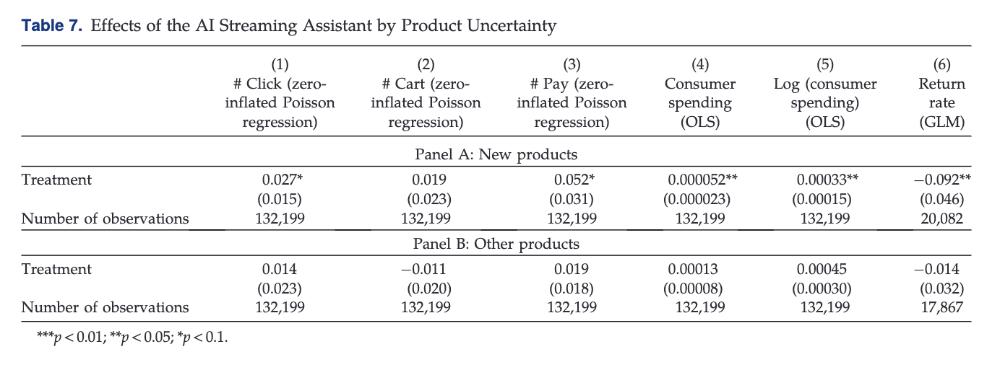 Table 7. Effects of the AI Streaming Assistant by Product Uncertainty
(1) (2) (3) (4) (5) (6)
# Click (zero- # Cart (zero- # Pay (zero- Consumer Log (consumer Return
inflated Poisson inflated Poisson inflated Poisson spending spending) rate
regression) regression) regression) (OLS) (OLS) (GLM)
Panel A: New products
Treatment 0.027* 0.019 0.052* 0.000052** 0.00033** −0.092**
(0.015) (0.023) (0.031) (0.000023) (0.00015) (0.046)
Number of observations 132,199 132,199 132,199 132,199 132,199 20,082
Panel B: Other products
Treatment 0.014 −0.011 0.019 0.00013 0.00045 −0.014
(0.023) (0.020) (0.018) (0.00008) (0.00030) (0.032)
Number of observations 132,199 132,199 132,199 132,199 132,199 17,867
***p < 0.01; **p < 0.05; *p < 0.1.